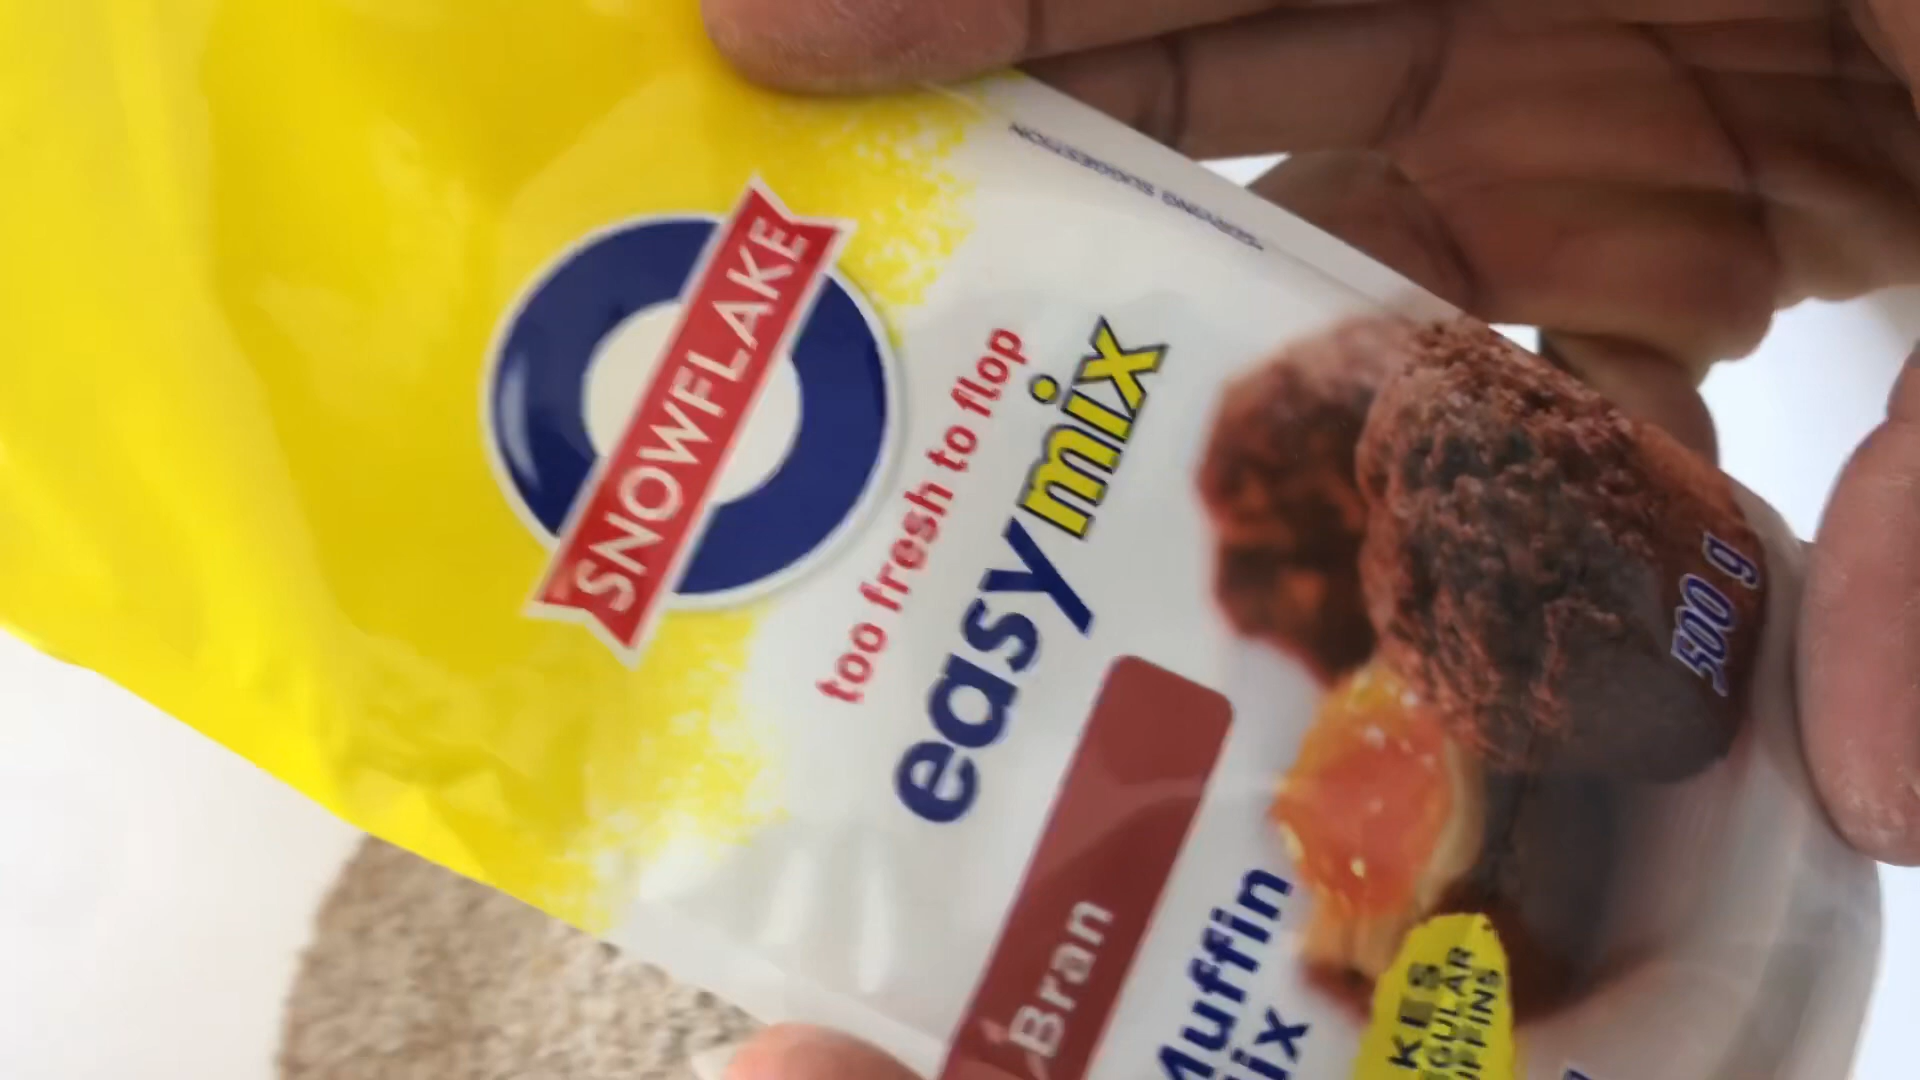 SNOWFLAKE
too fresh to flop
easymix
Bran
Muffin
500 g
SERVING SUGGESTION